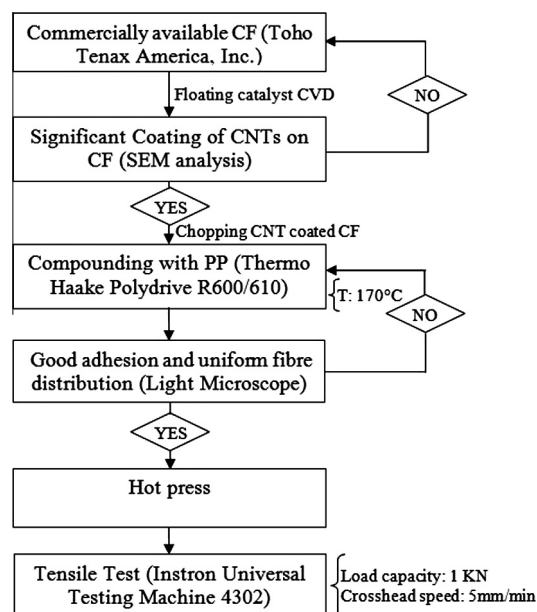 Commercially available CF (Toho
Tenax America, Inc.)
NO
Floating catalyst CVD
Significant Coating of CNTs on
CF (SEM analysis)
YES
Chopping CNT coated CF
Compounding with PP (Thermo
Haake Polydrive R600/610)
T: 170°C
NO
Good adhesion and uniform fibre
distribution (Light Microscope)
YES
Hot press
Tensile Test (Instron Universal
Testing Machine 4302)
Load capacity: 1 KN
Crosshead speed: 5mm/min